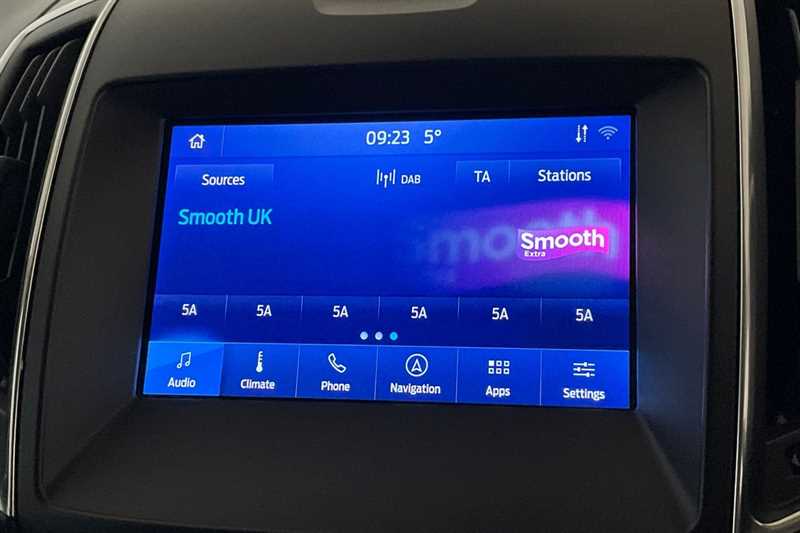 09:23 5°
Sources DAB TA Stations
Smooth UK
Smooth
Extra
5A 5A 5A 5A 5A 5A
Audio Climate Phone Navigation Apps Settings